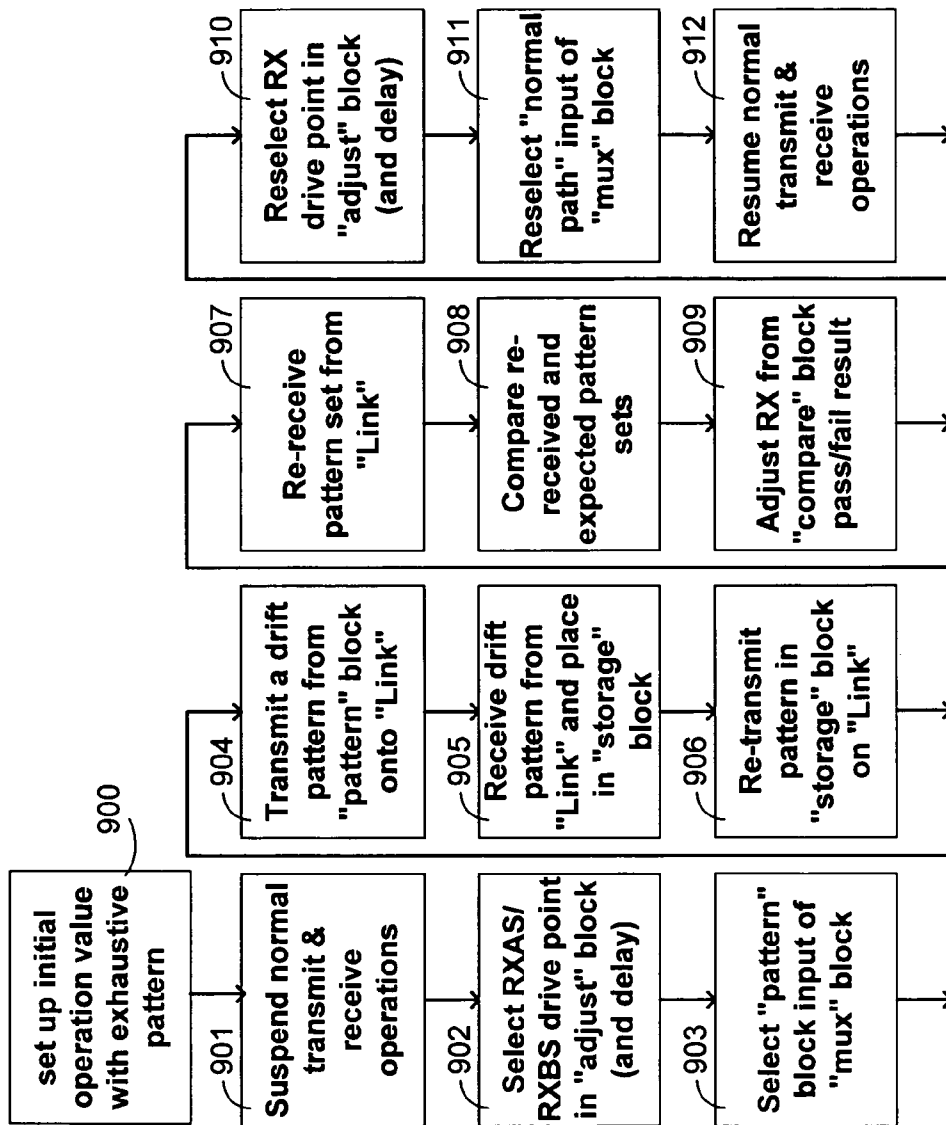 set up initial
operation value
with exhaustive
pattern
900
901
Suspend normal
transmit &
receive
operations
902
Select RXAS/
RXBS drive point
in "adjust" block
(and delay)
903
Select "pattern"
block input of
"mux" block
904
Transmit a drift
pattern from
"pattern" block
onto "Link"
905
Receive drift
pattern from
"Link" and place
in "storage"
block
906
Re-transmit
pattern in
"storage" block
on "Link"
907
Re-receive
pattern set from
"Link"
908
Compare re-
received and
expected pattern
sets
909
Adjust RX from
"compare" block
pass/fail result
910
Reselect RX
drive point in
"adjust" block
(and delay)
911
Reselect "normal
path" input of
"mux" block
912
Resume normal
transmit &
receive
operations